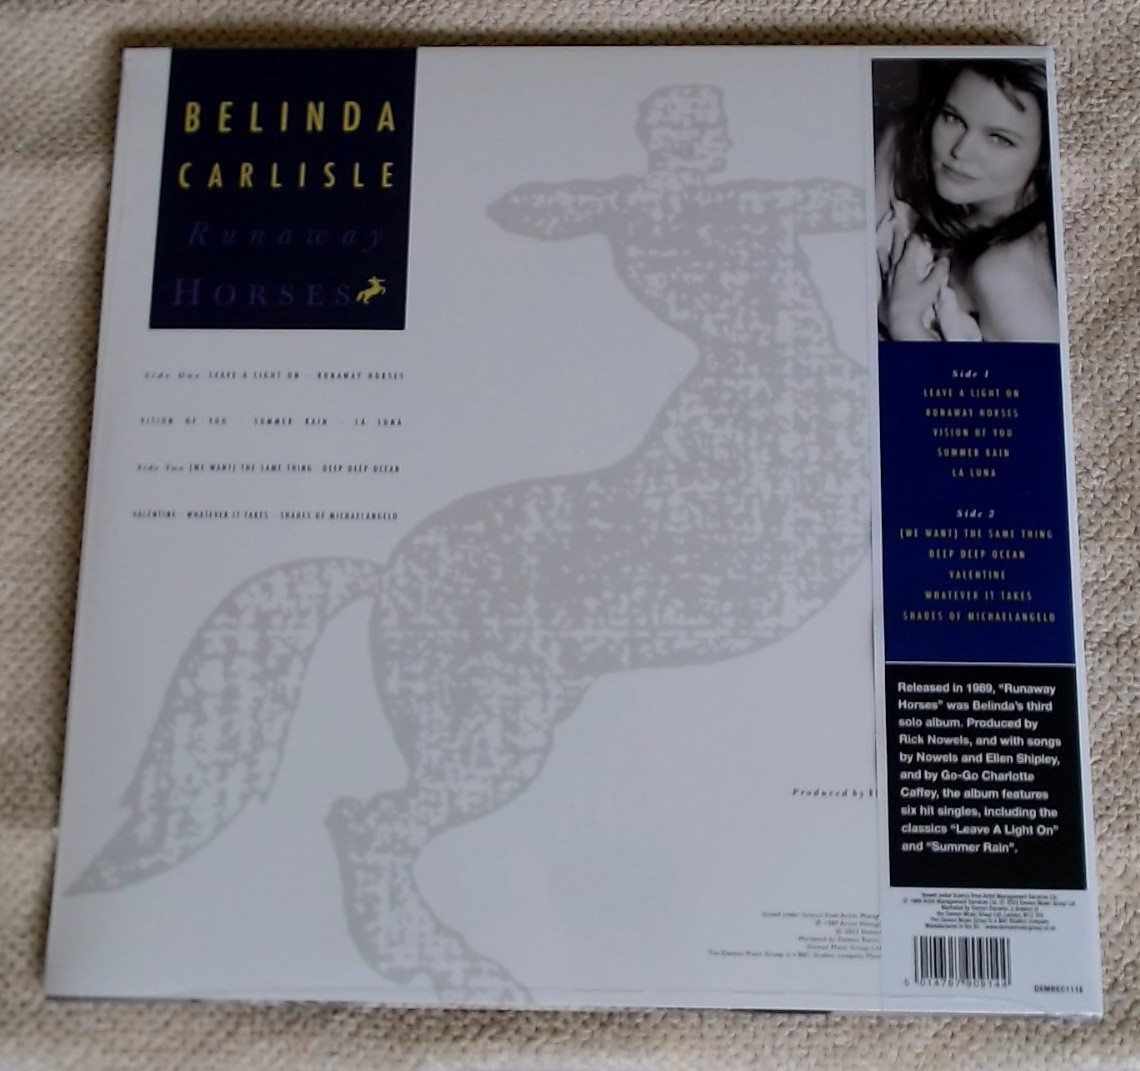 BELINDA
CARLISLE
Runaway
HORSES
Side One LEAVE A LIGHT ON RUNAWAY HORSES
VISION OF YOU SUMMER RAIN LA LUNA
Side Two (WE WANT) THE SAME THING DEEP DEEP OCEAN
VALENTINE WHATEVER IT TAKES SHADES OF MICHAELANGELO
Produced by
Side 1
LEAVE A LIGHT ON
RUNAWAY HORSES
VISION OF YOU
SUMMER RAIN
LA LUNA
Side 2
(WE WANT) THE SAME THING
DEEP DEEP OCEAN
VALENTINE
WHATEVER IT TAKES
SHADES OF MICHAELANGELO
Released in 1989, "Runaway
Horses" was Belinda's third
solo album. Produced by
Rick Nowels, and with songs
by Nowels and Ellen Shipley,
and by Go-Go Charlotte
Caffey, the album features
six hit singles, including the
classics "Leave A Light On"
and "Summer Rain".
Issued under licence from Artist